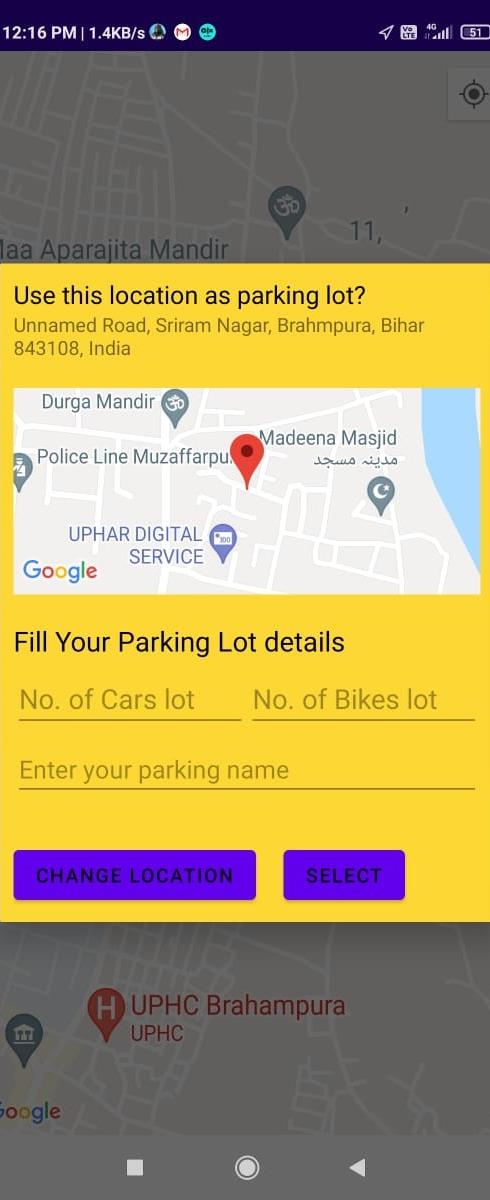 12:16 PM | 1.4KB/s
4G
51
11,
Maa Aparajita Mandir
Use this location as parking lot?
Unnamed Road, Sriram Nagar, Brahmpura, Bihar
843108, India
Durga Mandir
Madeena Masjid
مدینہ مسجد
Police Line Muzaffarpu
UPHAR DIGITAL
SERVICE
Google
Fill Your Parking Lot details
No. of Cars lot
No. of Bikes lot
Enter your parking name
CHANGE LOCATION
SELECT
H
UPHC Brahampura
UPHC
Google